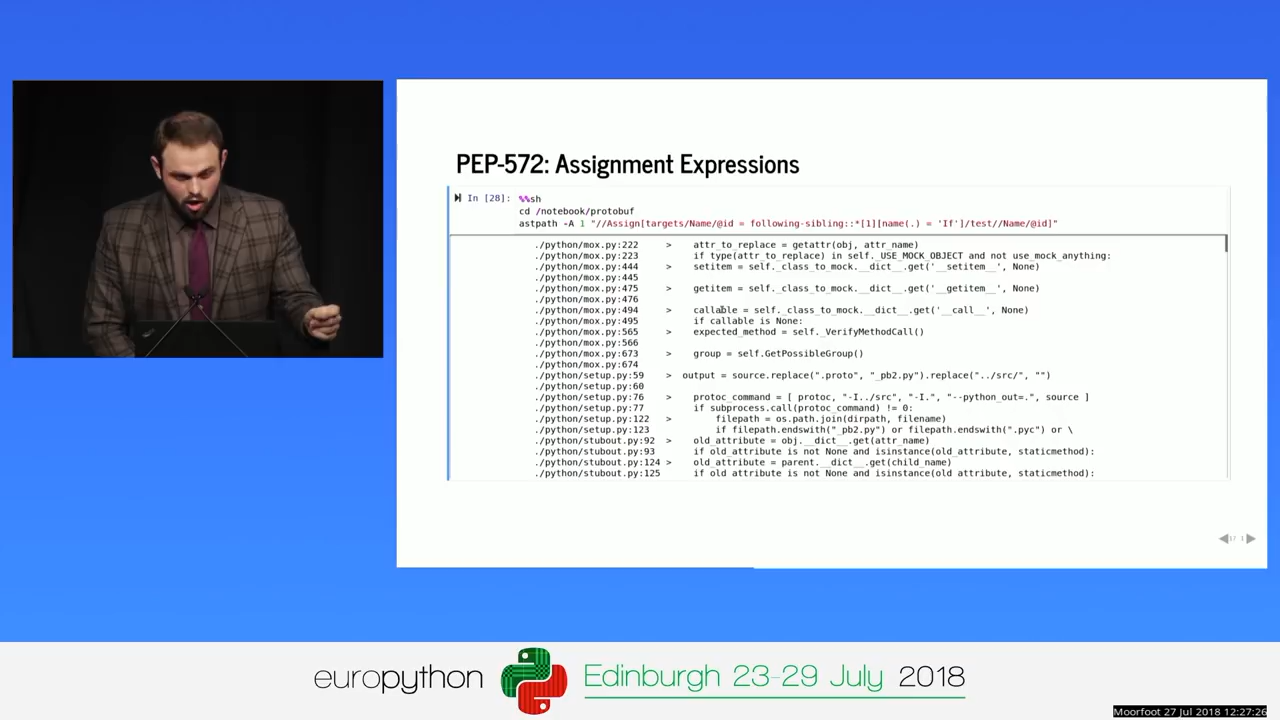 PEP-572: Assignment Expressions
In [28]: %%sh
cd /notebook/protobuf
astpath -A 1 "//Assign[targets/Name/@id = following-sibling::*[1][name(.) = 'If']/test//Name/@id]"
./python/mox.py:222 > attr_to_replace = getattr(obj, attr_name)
./python/mox.py:223 if type(attr_to_replace) in self._USE_MOCK_OBJECT and not use_mock_anything:
./python/mox.py:444 > setitem = self._class_to_mock.__dict__.get('__setitem__', None)
./python/mox.py:445
./python/mox.py:475 > getitem = self._class_to_mock.__dict__.get('__getitem__', None)
./python/mox.py:476
./python/mox.py:494 > callable = self._class_to_mock.__dict__.get('__call__', None)
./python/mox.py:495 if callable is None:
./python/mox.py:565 > expected_method = self._VerifyMethodCall()
./python/mox.py:566
./python/mox.py:673 > group = self.GetPossibleGroup()
./python/mox.py:674
./python/setup.py:59 > output = source.replace(".proto", "_pb2.py").replace("../src/", "")
./python/setup.py:60
./python/setup.py:76 > protoc_command = [ protoc, "-I../src", "-I.", "--python_out=.", source ]
./python/setup.py:77 if subprocess.call(protoc_command) != 0:
./python/setup.py:122 > filepath = os.path.join(dirpath, filename)
./python/setup.py:123 if filepath.endswith("_pb2.py") or filepath.endswith(".pyc") or \
./python/stubout.py:92 > old_attribute = obj.__dict__.get(attr_name)
./python/stubout.py:93 if old_attribute is not None and isinstance(old_attribute, staticmethod):
./python/stubout.py:124 > old_attribute = parent.__dict__.get(child_name)
./python/stubout.py:125 if old attribute is not None and isinstance(old attribute, staticmethod):
europython Edinburgh 23-29 July 2018
Moorfoot 27 Jul 2018 12:27:26